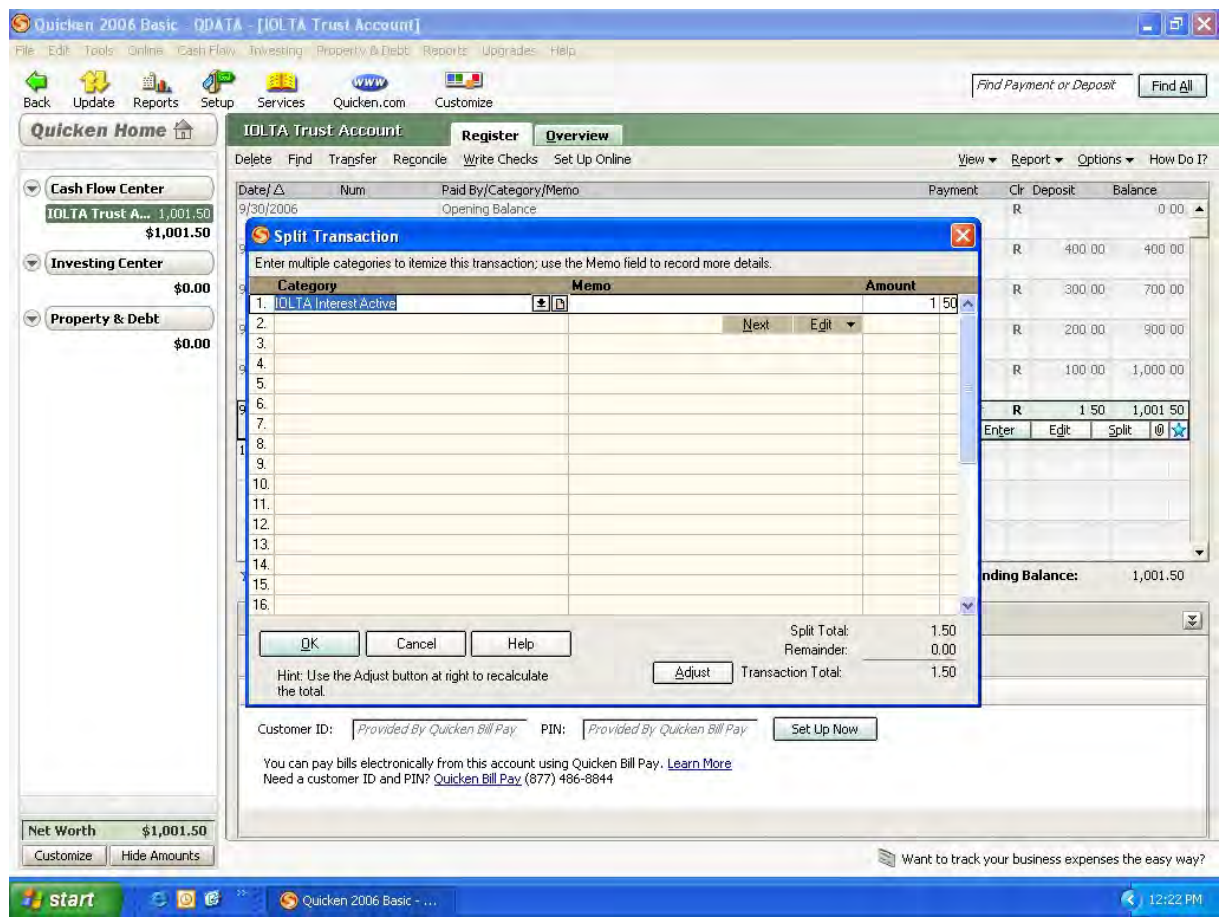 Quicken 2006 Basic - QDATA - [IOLTA Trust Account]
File Edit Tools Online Cash Flow Investing Property & Debt Reports Upgrades Help
Back Update Reports Setup Services Quicken.com Customize
Find Payment or Deposit Find All
Quicken Home IOLTA Trust Account Register Overview
Delete Find Transfer Reconcile Write Checks Set Up Online View Report Options How Do I?
Cash Flow Center
IOLTA Trust A... 1,001.50
$1,001.50
Investing Center
$0.00
Property & Debt
$0.00
Date/ Num Paid By/Category/Memo Payment Clr Deposit Balance
9/30/2006 Opening Balance R 0 00
R 400 00 400 00
R 300 00 700 00
R 200 00 900 00
R 100 00 1,000 00
R 1 50 1,001 50
Enter Edit Split
Split Transaction
Enter multiple categories to itemize this transaction; use the Memo field to record more details.
Category Memo Amount
1. IOLTA Interest Active 1 50
2. Next Edit
3.
4.
5.
6.
7.
8.
9.
10.
11.
12.
13.
14.
15.
16.
OK Cancel Help
Split Total: 1.50
Remainder: 0.00
Adjust Transaction Total: 1.50
Hint: Use the Adjust button at right to recalculate
the total.
nding Balance: 1,001.50
Customer ID: Provided By Quicken Bill Pay PIN: Provided By Quicken Bill Pay Set Up Now
You can pay bills electronically from this account using Quicken Bill Pay. Learn More
Need a customer ID and PIN? Quicken Bill Pay (877) 486-8844
Net Worth $1,001.50
Customize Hide Amounts
Want to track your business expenses the easy way?
start Quicken 2006 Basic - ... 12:22 PM